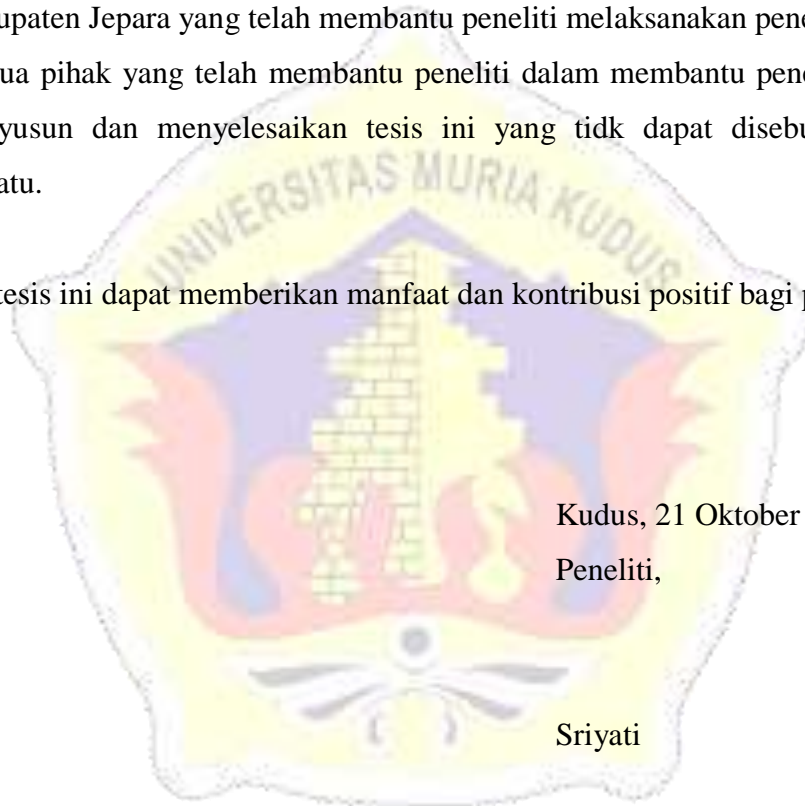 upaten Jepara yang telah membantu peneliti melaksanakan pene
ua pihak yang telah membantu peneliti dalam membantu pene
yusun dan menyelesaikan tesis ini yang tidk dapat disebu
atu.
UNIVERSITAS MURIA KUDUS
tesis ini dapat memberikan manfaat dan kontribusi positif bagi p
Kudus, 21 Oktober
Peneliti,
Sriyati